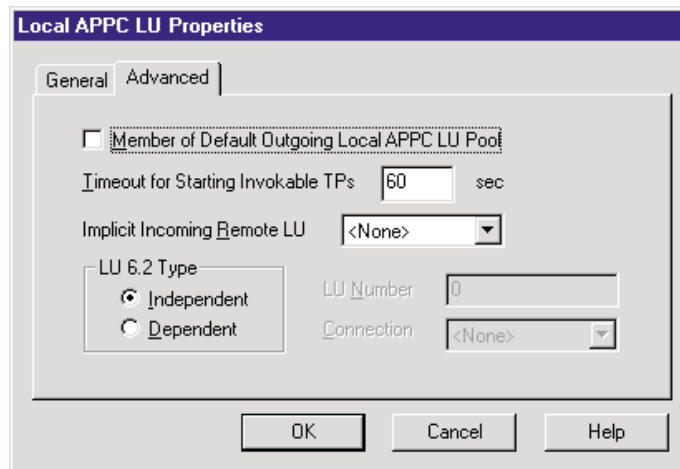 Local APPC LU Properties
General Advanced
Member of Default Outgoing Local APPC LU Pool
Timeout for Starting Invokable TPs 60 sec
Implicit Incoming Remote LU <None>
LU 6.2 Type
Independent
Dependent
LU Number 0
Connection <None>
OK Cancel Help